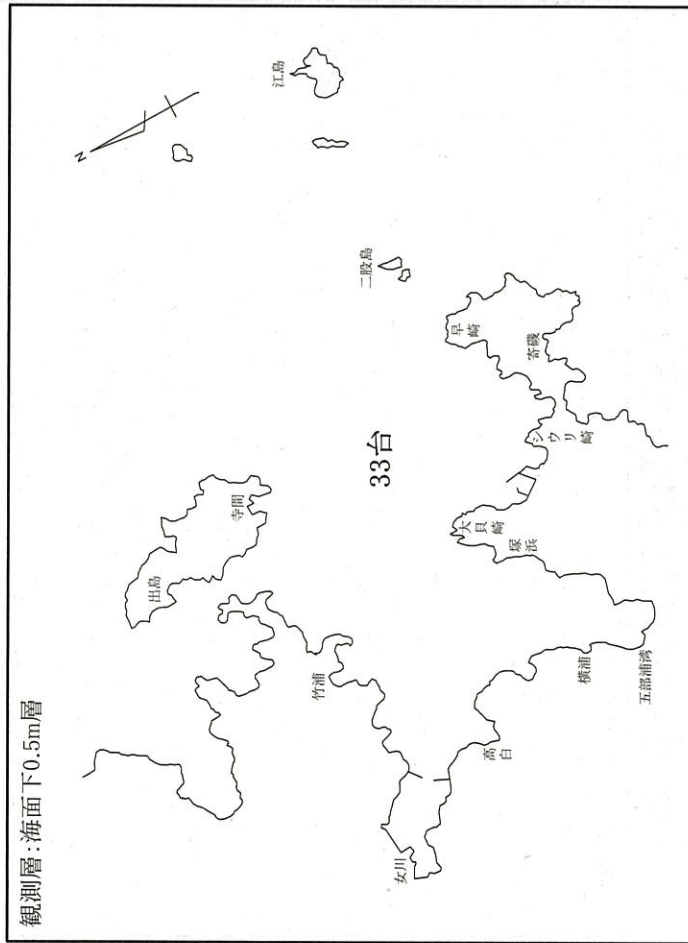 観測層:海面下0.5m層
N
江島
二股島
早崎
寄磯
シウリ崎
33台
大貝崎
塚浜
寺間
出島
竹浦
横浦
五部浦湾
高白
女川